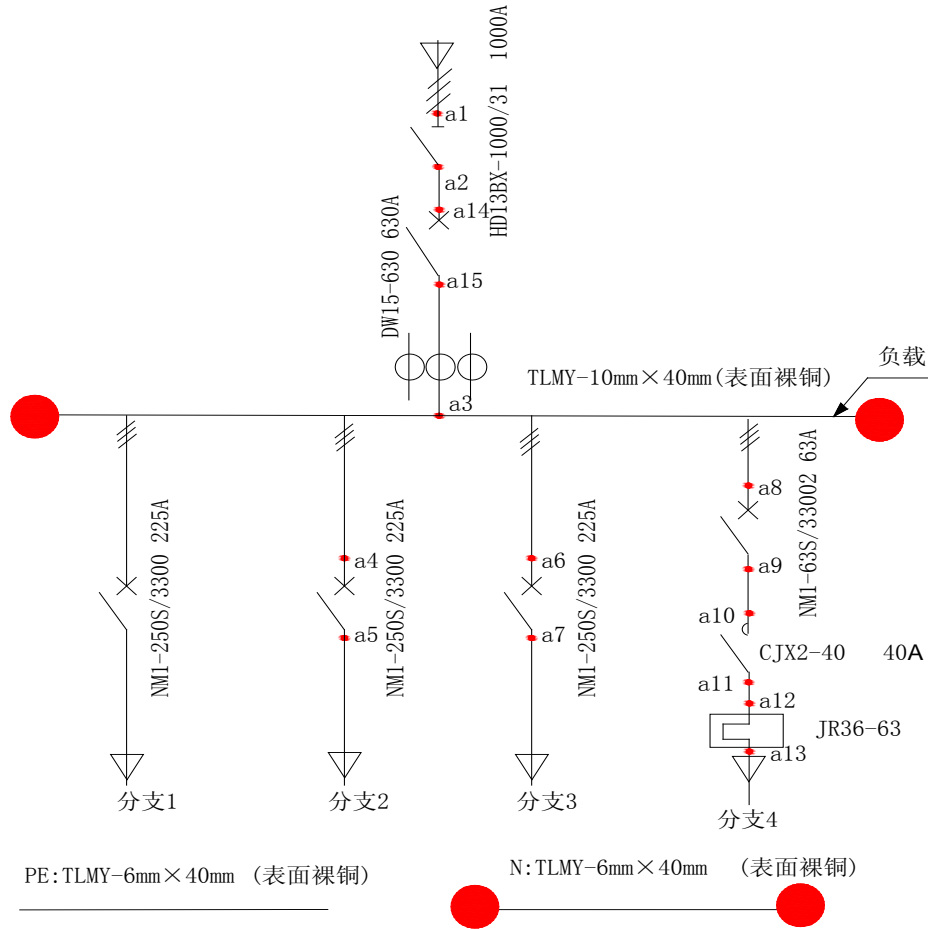 HD13BX-1000/31 1000A
a1
a2
a14
DW15-630 630A
a15
TLMY-10mm×40mm(表面裸铜)
负载
a3
NM1-250S/3300 225A
a4
a5
NM1-250S/3300 225A
a6
a7
NM1-250S/3300 225A
a8
a9
NM1-63S/33002 63A
a10
CJX2-40 40A
a11
a12
JR36-63
a13
分支1
分支2
分支3
分支4
PE:TLMY-6mm×40mm (表面裸铜)
N:TLMY-6mm×40mm (表面裸铜)